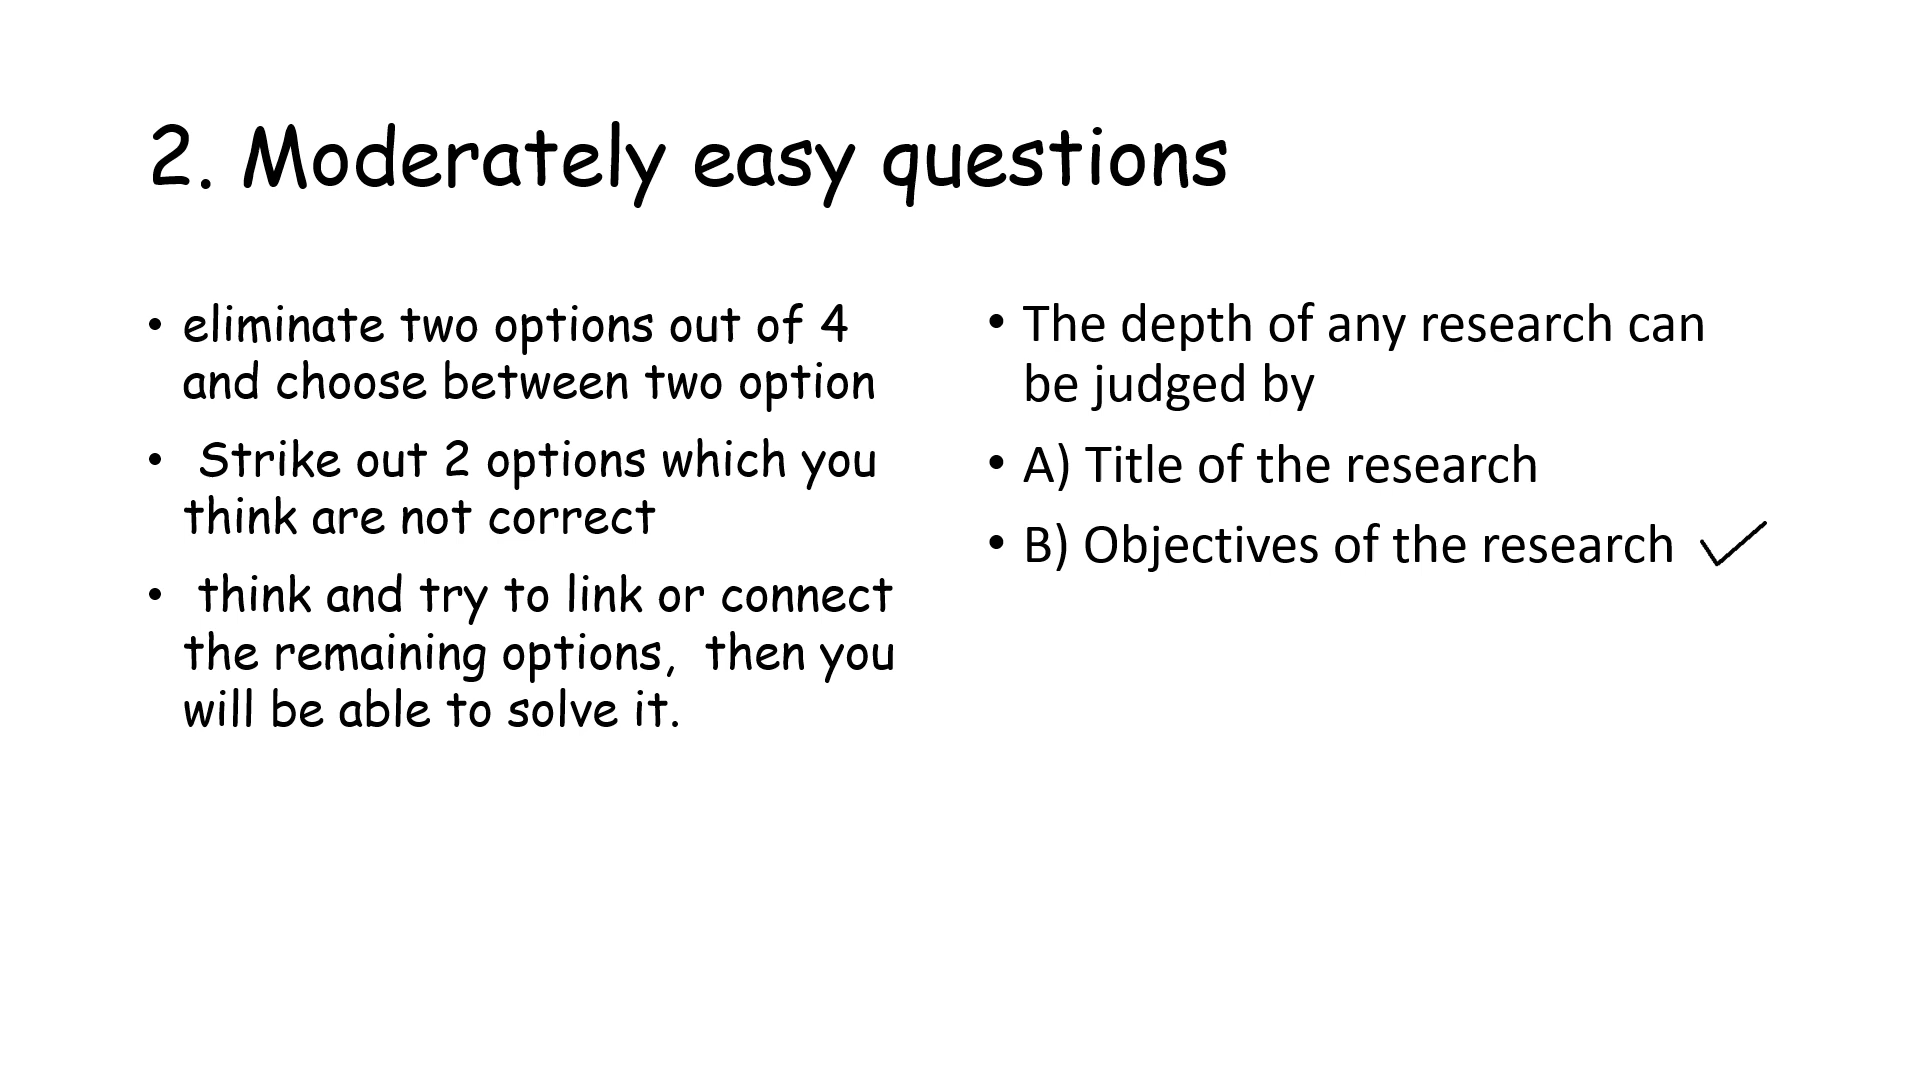 2. Moderately easy questions
• eliminate two options out of 4
and choose between two option
• Strike out 2 options which you
think are not correct
• think and try to link or connect
the remaining options, then you
will be able to solve it.
• The depth of any research can
be judged by
• A) Title of the research
• B) Objectives of the research ✓